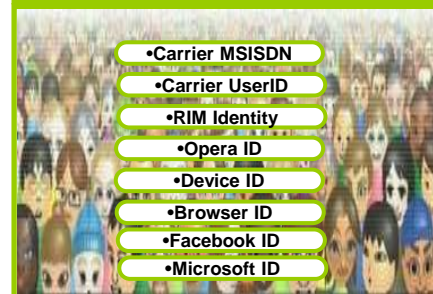 •Carrier MSISDN
•Carrier UserID
•RIM Identity
•Opera ID
•Device ID
•Browser ID
•Facebook ID
•Microsoft ID